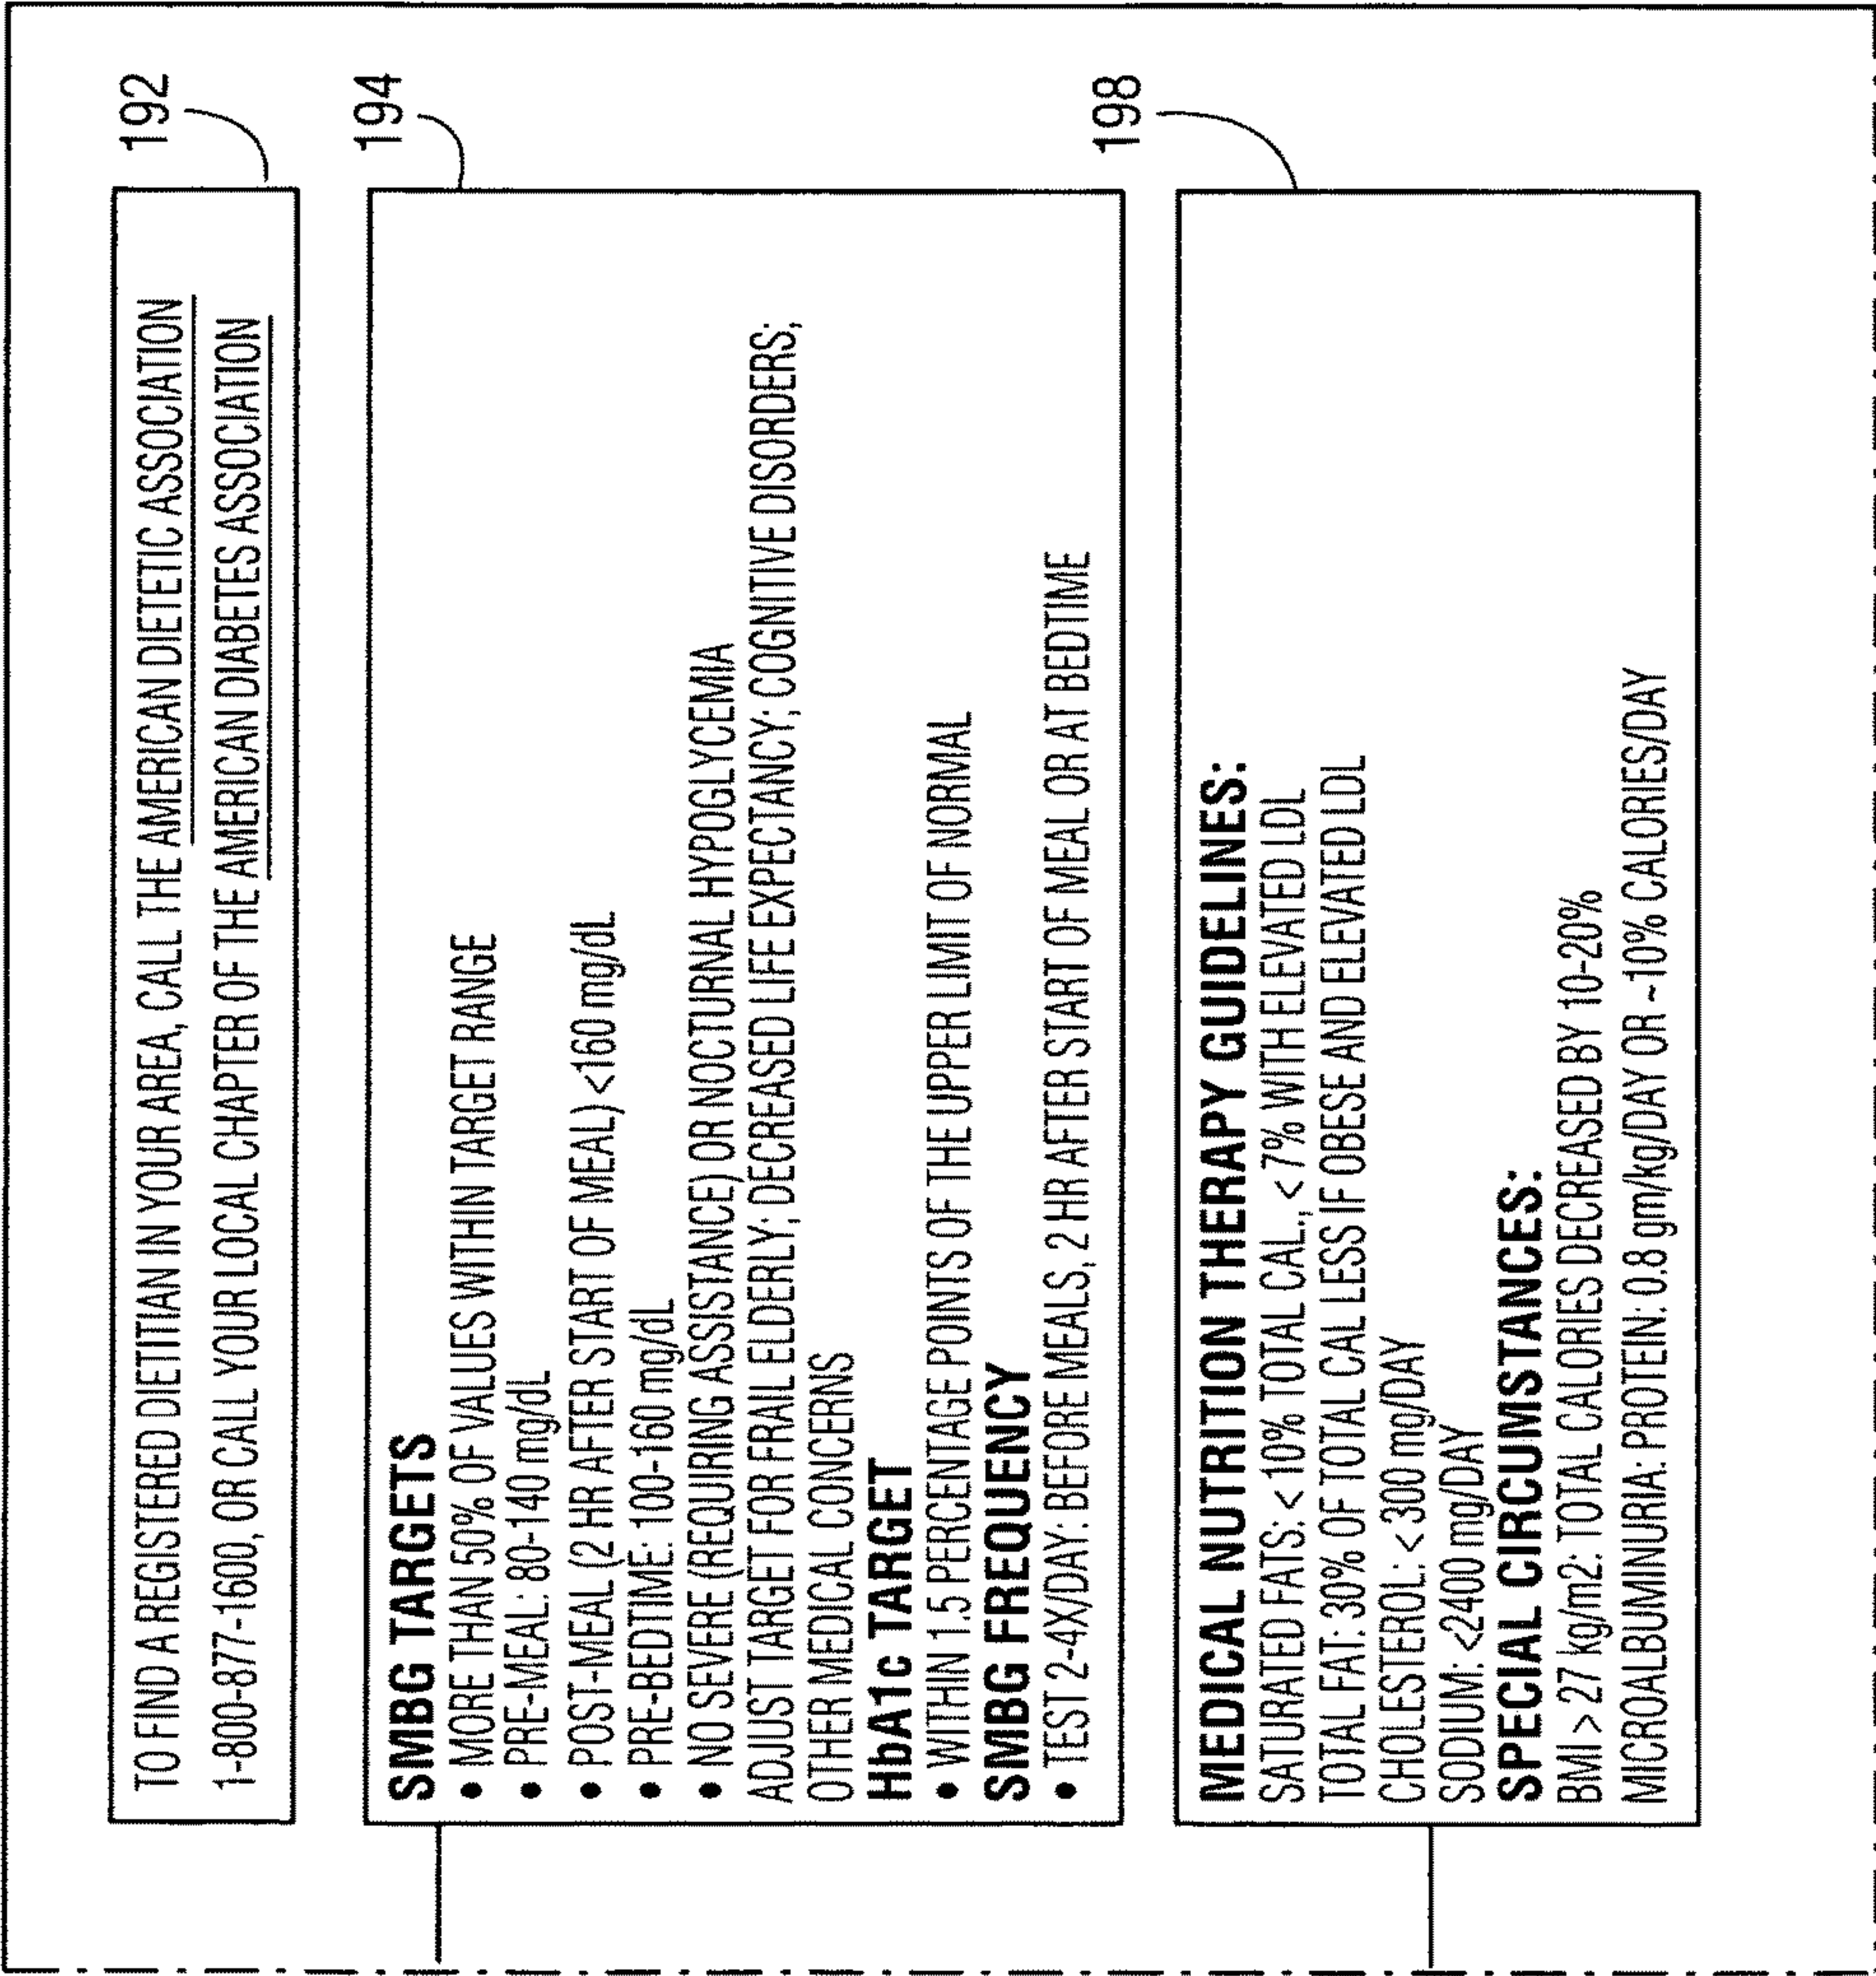 192
TO FIND A REGISTERED DIETITIAN IN YOUR AREA, CALL THE AMERICAN DIETETIC ASSOCIATION
1-800-877-1600, OR CALL YOUR LOCAL CHAPTER OF THE AMERICAN DIABETES ASSOCIATION
194
SMBG TARGETS
• MORE THAN 50% OF VALUES WITHIN TARGET RANGE
• PRE-MEAL: 80-140 mg/dL
• POST-MEAL (2 HR AFTER START OF MEAL) <160 mg/dL
• PRE-BEDTIME: 100-160 mg/dL
• NO SEVERE (REQUIRING ASSISTANCE) OR NOCTURNAL HYPOGLYCEMIA
ADJUST TARGET FOR FRAIL ELDERLY; DECREASED LIFE EXPECTANCY; COGNITIVE DISORDERS;
OTHER MEDICAL CONCERNS
HbA1c TARGET
• WITHIN 1.5 PERCENTAGE POINTS OF THE UPPER LIMIT OF NORMAL
SMBG FREQUENCY
• TEST 2-4X/DAY: BEFORE MEALS, 2 HR AFTER START OF MEAL OR AT BEDTIME
198
MEDICAL NUTRITION THERAPY GUIDELINES:
SATURATED FATS: < 10% TOTAL CAL., < 7% WITH ELEVATED LDL
TOTAL FAT: 30% OF TOTAL CAL LESS IF OBESE AND ELEVATED LDL
CHOLESTEROL: < 300 mg/DAY
SODIUM: <2400 mg/DAY
SPECIAL CIRCUMSTANCES:
BMI > 27 kg/m2: TOTAL CALORIES DECREASED BY 10-20%
MICROALBUMINURIA: PROTEIN: 0.8 gm/kg/DAY OR ~10% CALORIES/DAY